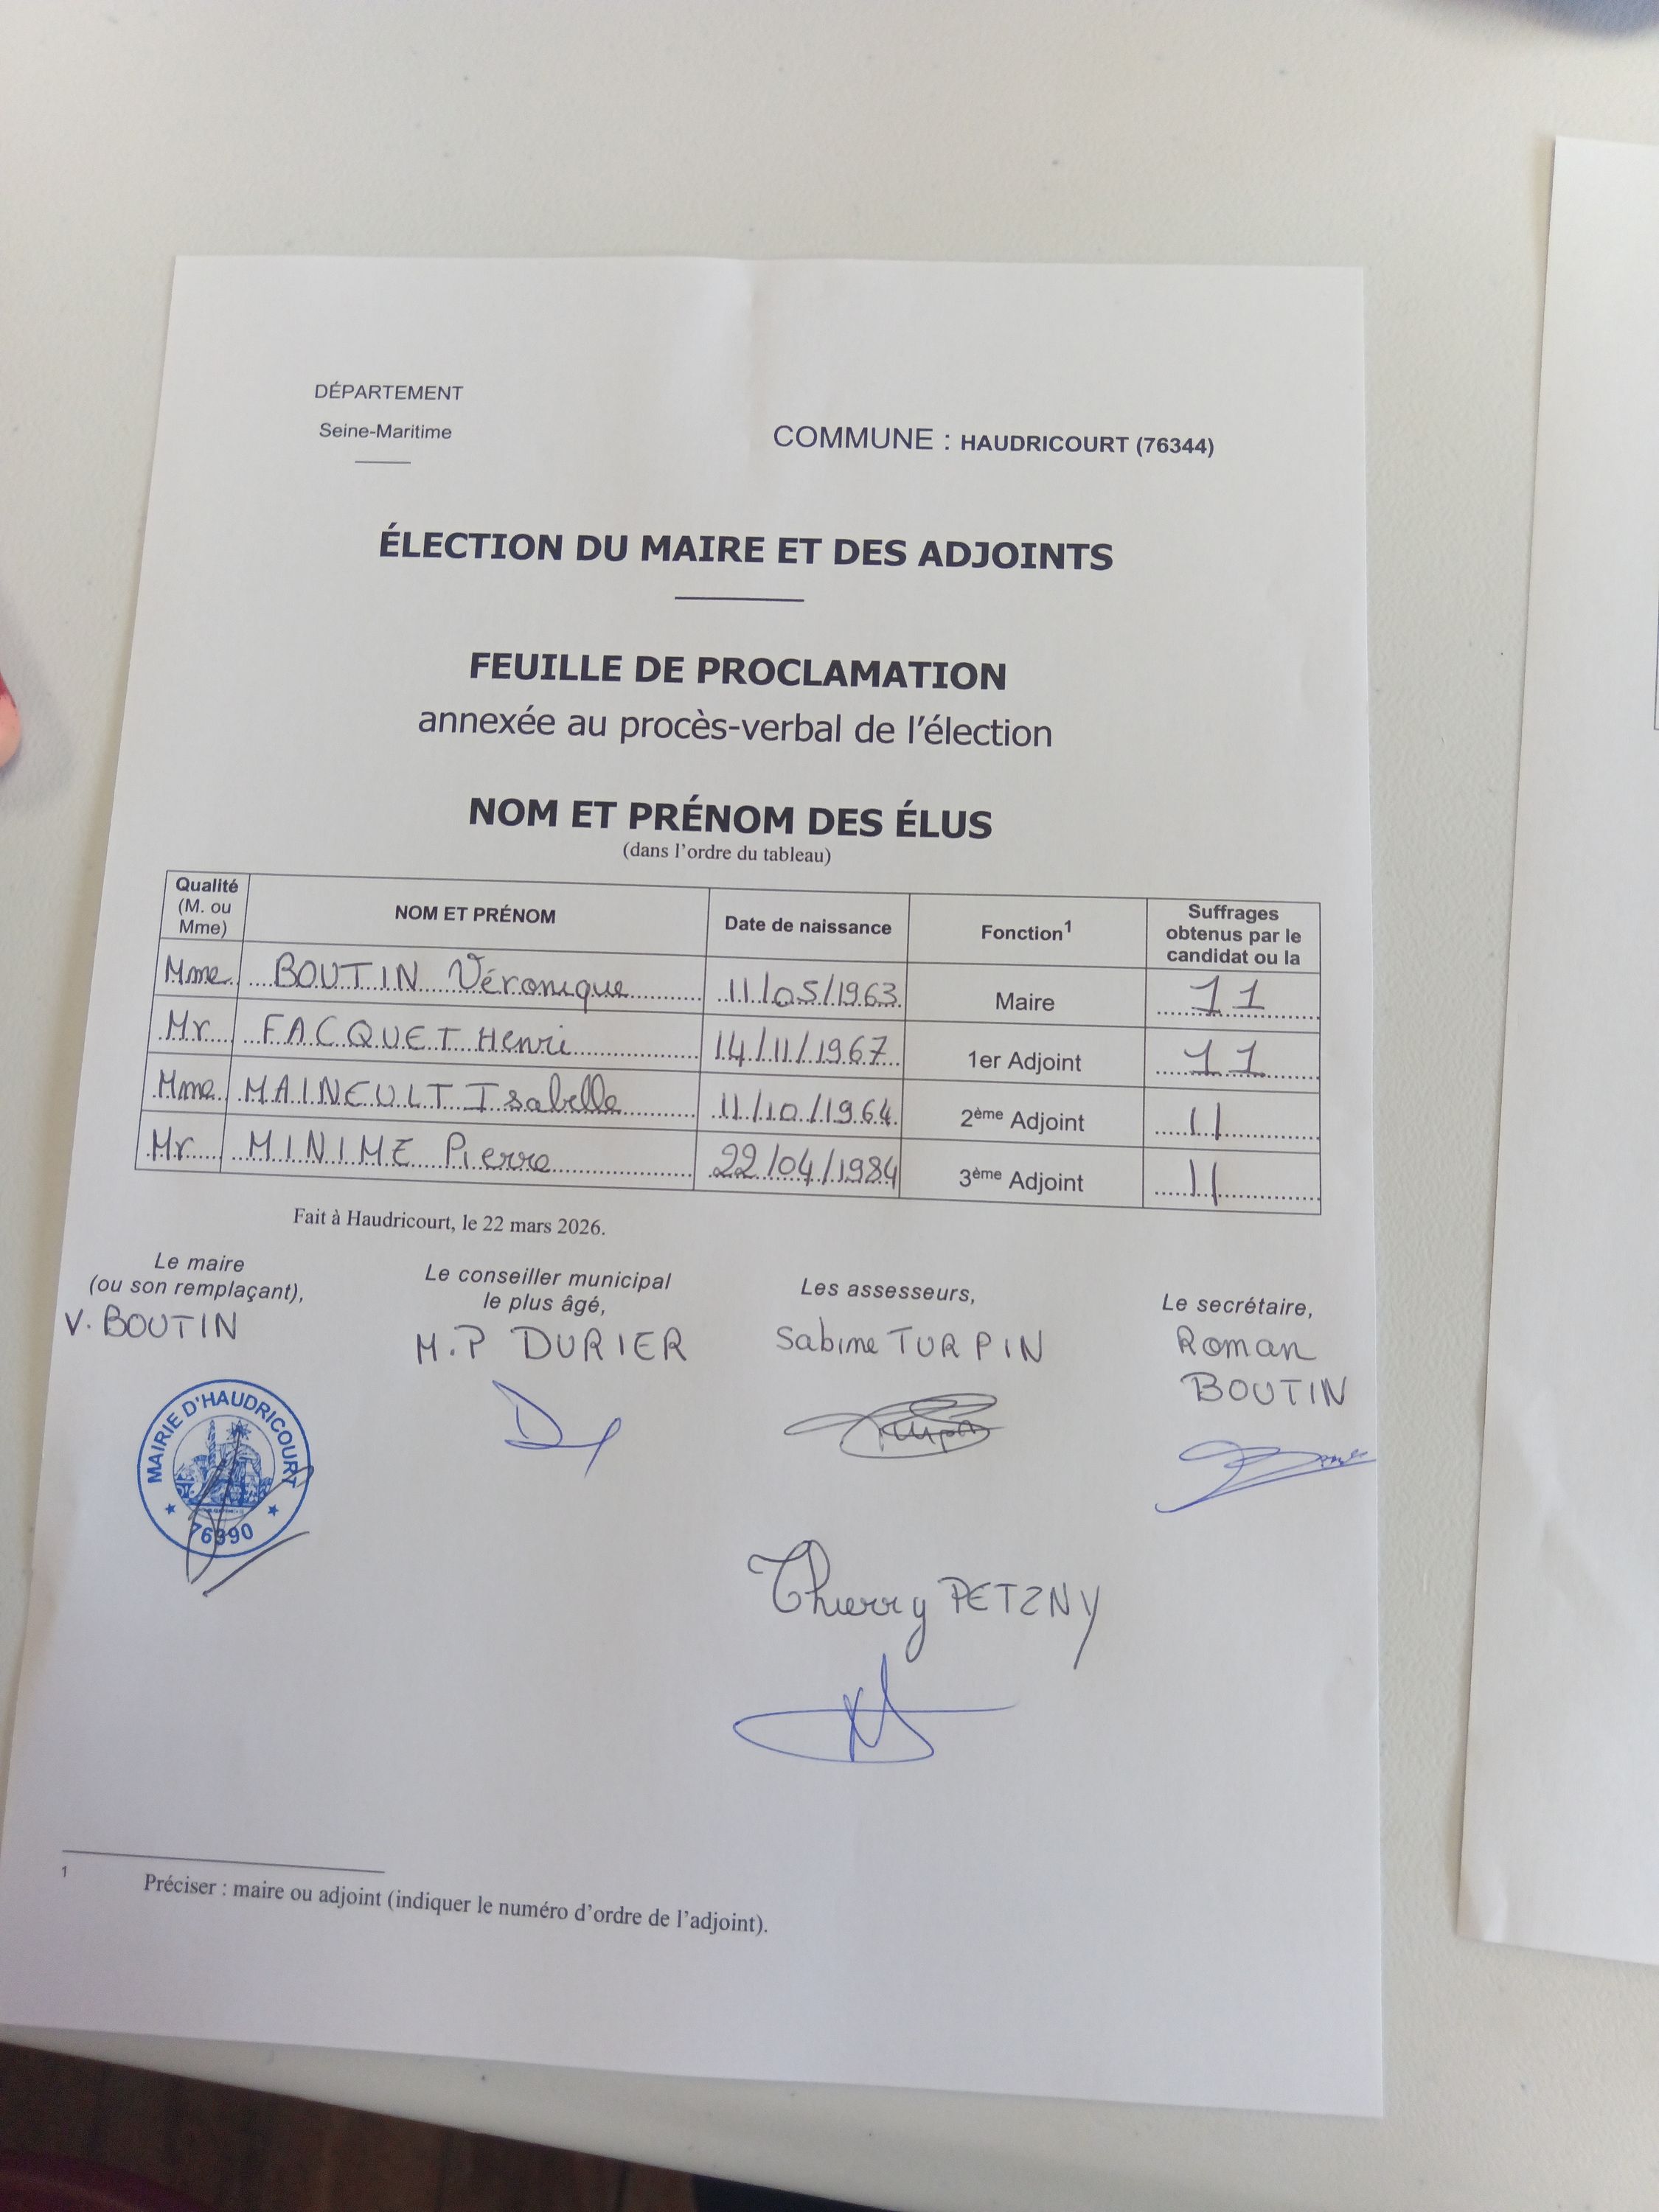 DÉPARTEMENT
Seine-Maritime
COMMUNE : HAUDRICOURT (76344)
ÉLECTION DU MAIRE ET DES ADJOINTS
FEUILLE DE PROCLAMATION
annexée au procès-verbal de l'élection
NOM ET PRÉNOM DES ÉLUS
(dans l'ordre du tableau)
Qualité (M. ou Mme) NOM ET PRÉNOM Date de naissance Fonction1 Suffrages obtenus par le candidat ou la
Mme BOUTIN Véronique 11/05/1963 Maire 11
Mr FACQUET Henri 14/11/1967 1er Adjoint 11
Mme MAINEULT Isabelle 11/10/1964 2ème Adjoint 11
Mr MINIME Pierre 22/04/1984 3ème Adjoint 11
Fait à Haudricourt, le 22 mars 2026.
Le maire
(ou son remplaçant),
V. BOUTIN
Le conseiller municipal
le plus âgé,
M.P DURIER
Les assesseurs,
Sabine TURPIN
Le secrétaire,
Roman
BOUTIN
MAIRIE D'HAUDRICOURT
76390
Thierry PETZNY
1 Préciser : maire ou adjoint (indiquer le numéro d'ordre de l'adjoint).